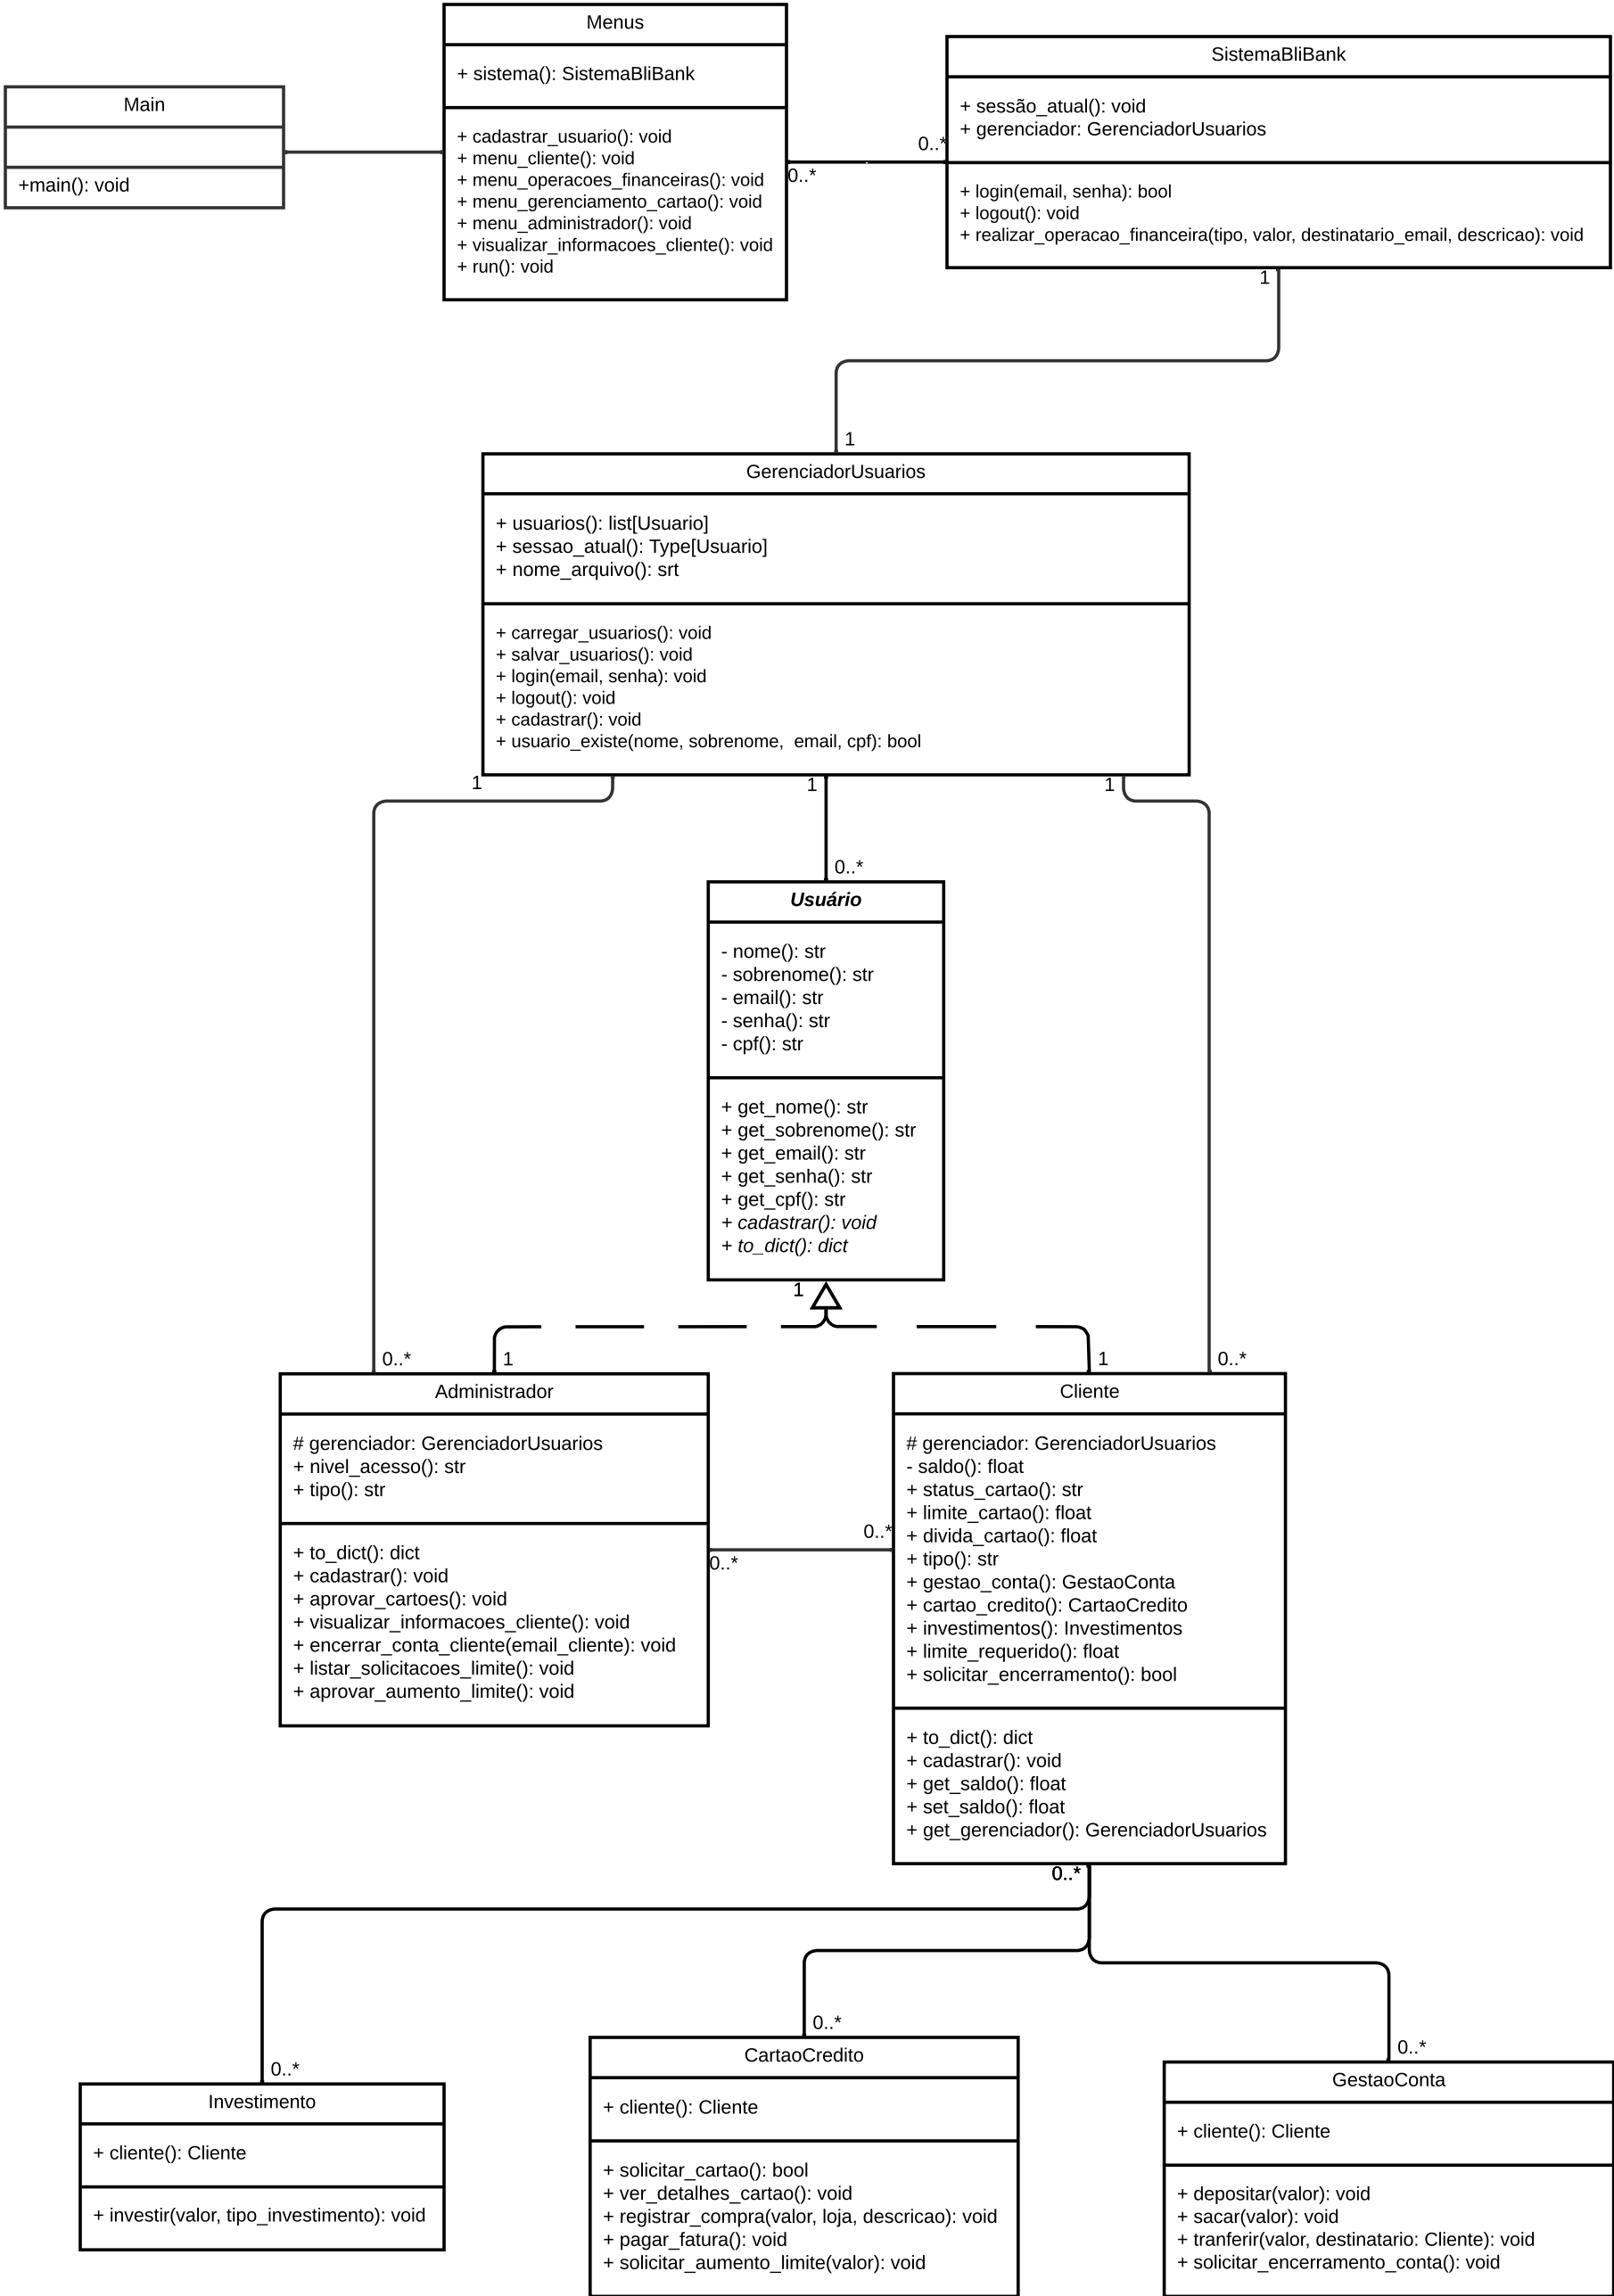 Menus
+ sistema(): SistemaBliBank
+ cadastrar_usuario(): void
+ menu_cliente(): void
+ menu_operacoes_financeiras(): void
+ menu_gerenciamento_cartao(): void
+ menu_administrador(): void
+ visualizar_informacoes_cliente(): void
+ run(): void
SistemaBliBank
+ sessão_atual(): void
+ gerenciador: GerenciadorUsuarios
+ login(email, senha): bool
+ logout(): void
+ realizar_operacao_financeira(tipo, valor, destinatario_email, descricao): void
Main
+main(): void
0..*
0..*
1
1
GerenciadorUsuarios
+ usuarios(): list[Usuario]
+ sessao_atual(): Type[Usuario]
+ nome_arquivo(): srt
+ carregar_usuarios(): void
+ salvar_usuarios(): void
+ login(email, senha): void
+ logout(): void
+ cadastrar(): void
+ usuario_existe(nome, sobrenome,  email, cpf): bool
1
1
1
0..*
Usuário
- nome(): str
- sobrenome(): str
- email(): str
- senha(): str
- cpf(): str
+ get_nome(): str
+ get_sobrenome(): str
+ get_email(): str
+ get_senha(): str
+ get_cpf(): str
+ cadastrar(): void
+ to_dict(): dict
1
0..*
1
1
0..*
Administrador
# gerenciador: GerenciadorUsuarios
+ nivel_acesso(): str
+ tipo(): str
+ to_dict(): dict
+ cadastrar(): void
+ aprovar_cartoes(): void
+ visualizar_informacoes_cliente(): void
+ encerrar_conta_cliente(email_cliente): void
+ listar_solicitacoes_limite(): void
+ aprovar_aumento_limite(): void
0..*
0..*
Cliente
# gerenciador: GerenciadorUsuarios
- saldo(): float
+ status_cartao(): str
+ limite_cartao(): float
+ divida_cartao(): float
+ tipo(): str
+ gestao_conta(): GestaoConta
+ cartao_credito(): CartaoCredito
+ investimentos(): Investimentos
+ limite_requerido(): float
+ solicitar_encerramento(): bool
+ to_dict(): dict
+ cadastrar(): void
+ get_saldo(): float
+ set_saldo(): float
+ get_gerenciador(): GerenciadorUsuarios
0..*
0..*
0..*
0..*
Investimento
+ cliente(): Cliente
+ investir(valor, tipo_investimento): void
CartaoCredito
+ cliente(): Cliente
+ solicitar_cartao(): bool
+ ver_detalhes_cartao(): void
+ registrar_compra(valor, loja, descricao): void
+ pagar_fatura(): void
+ solicitar_aumento_limite(valor): void
GestaoConta
+ cliente(): Cliente
+ depositar(valor): void
+ sacar(valor): void
+ tranferir(valor, destinatario: Cliente): void
+ solicitar_encerramento_conta(): void